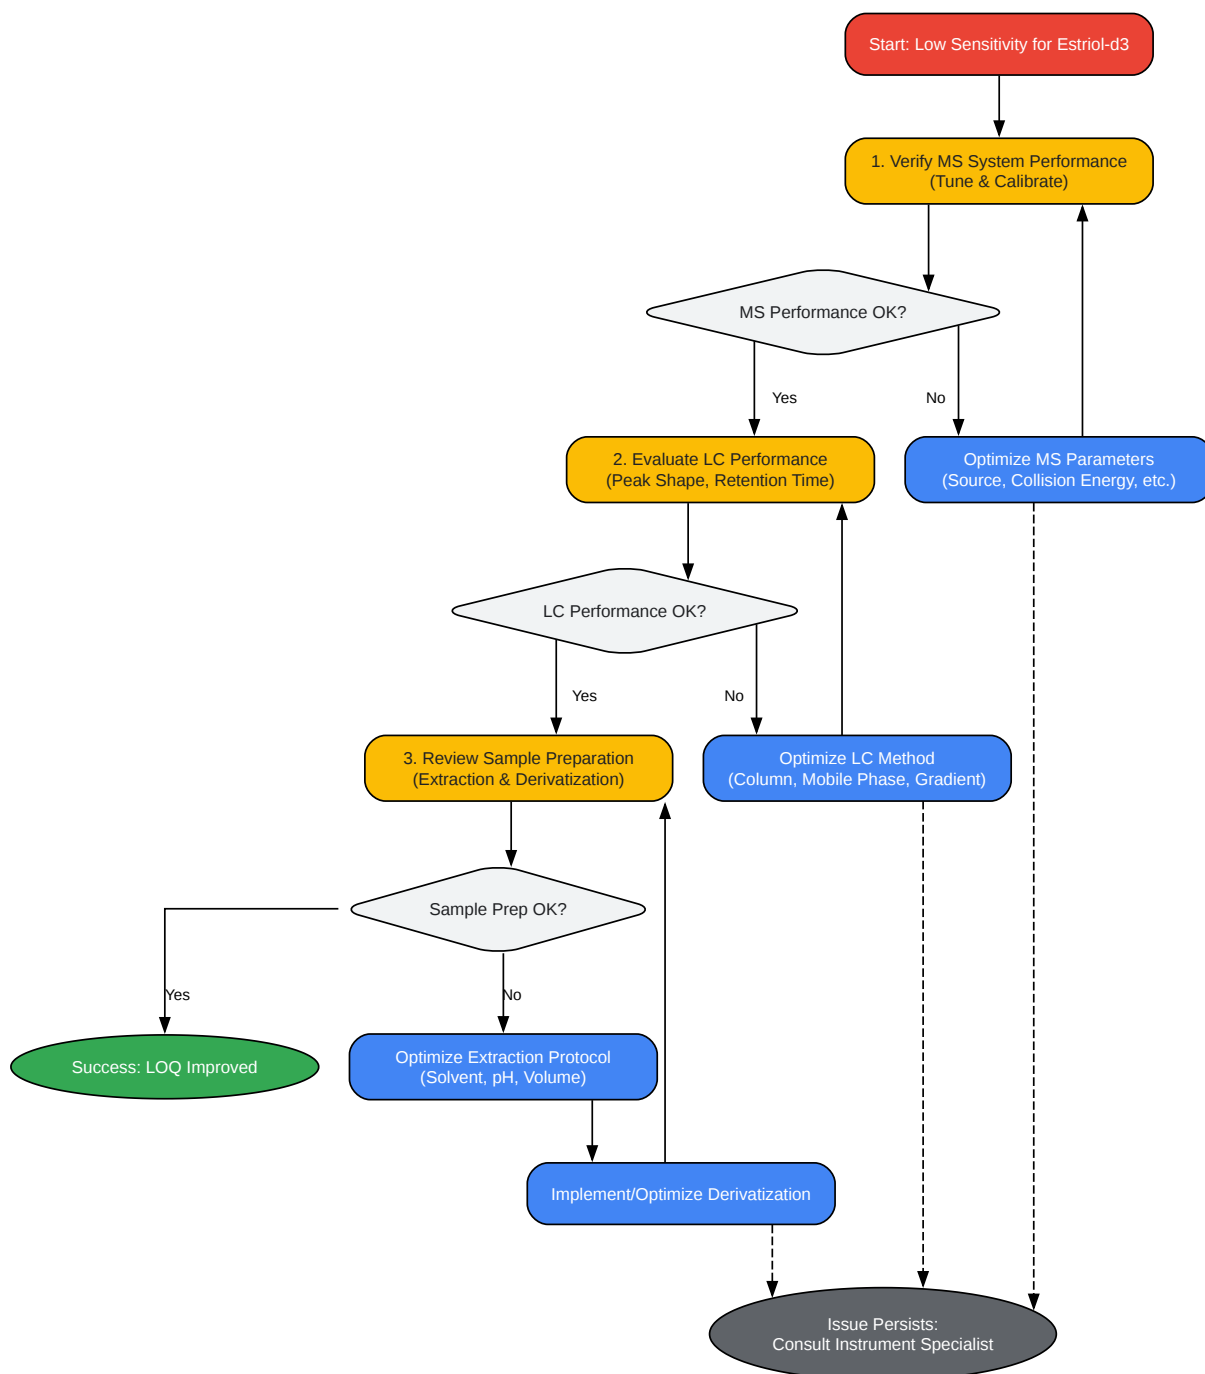 Start: Low Sensitivity for Estriol-d3
1. Verify MS System Performance
(Tune & Calibrate)
MS Performance OK?
Yes
No
2. Evaluate LC Performance
(Peak Shape, Retention Time)
Optimize MS Parameters
(Source, Collision Energy, etc.)
LC Performance OK?
Yes
No
3. Review Sample Preparation
(Extraction & Derivatization)
Optimize LC Method
(Column, Mobile Phase, Gradient)
Sample Prep OK?
Yes
No
Success: LOQ Improved
Optimize Extraction Protocol
(Solvent, pH, Volume)
Implement/Optimize Derivatization
Issue Persists:
Consult Instrument Specialist